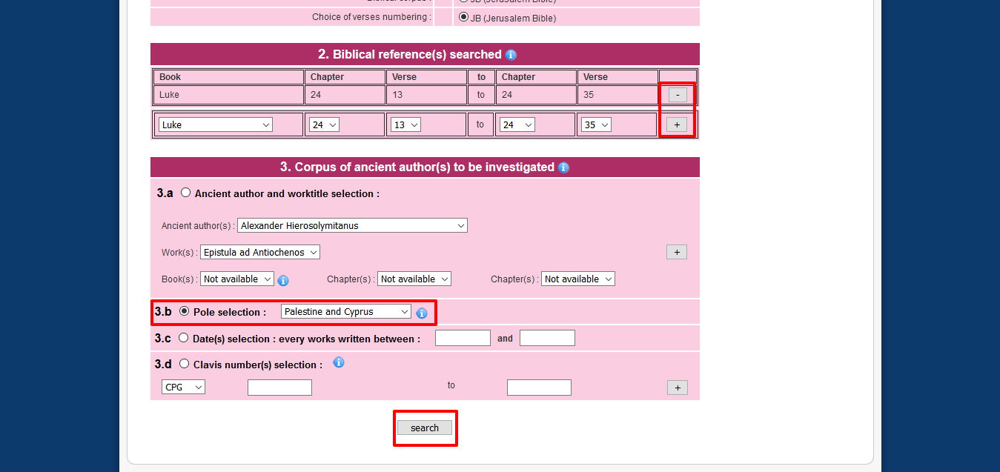 JB (Jerusalem Bible)
Choice of verses numbering : JB (Jerusalem Bible)
2. Biblical reference(s) searched
Book Chapter Verse to Chapter Verse
Luke 24 13 to 24 35 -
Luke 24 13 to 24 35 +
3. Corpus of ancient author(s) to be investigated
3.a Ancient author and worktitle selection :
Ancient author(s) : Alexander Hierosolymitanus
Work(s) : Epistula ad Antiochenos +
Book(s) : Not available Chapter(s) : Not available Chapter(s) : Not available
3.b Pole selection : Palestine and Cyprus
3.c Date(s) selection : every works written between : and
3.d Clavis number(s) selection :
CPG to +
search